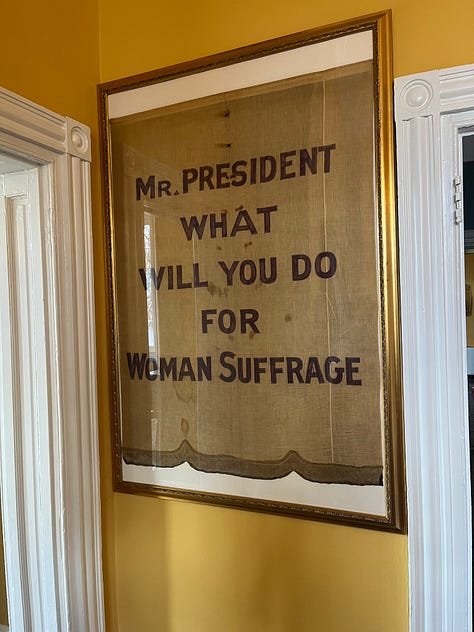 MR. PRESIDENT
WHAT
WILL YOU DO
FOR
WOMAN SUFFRAGE